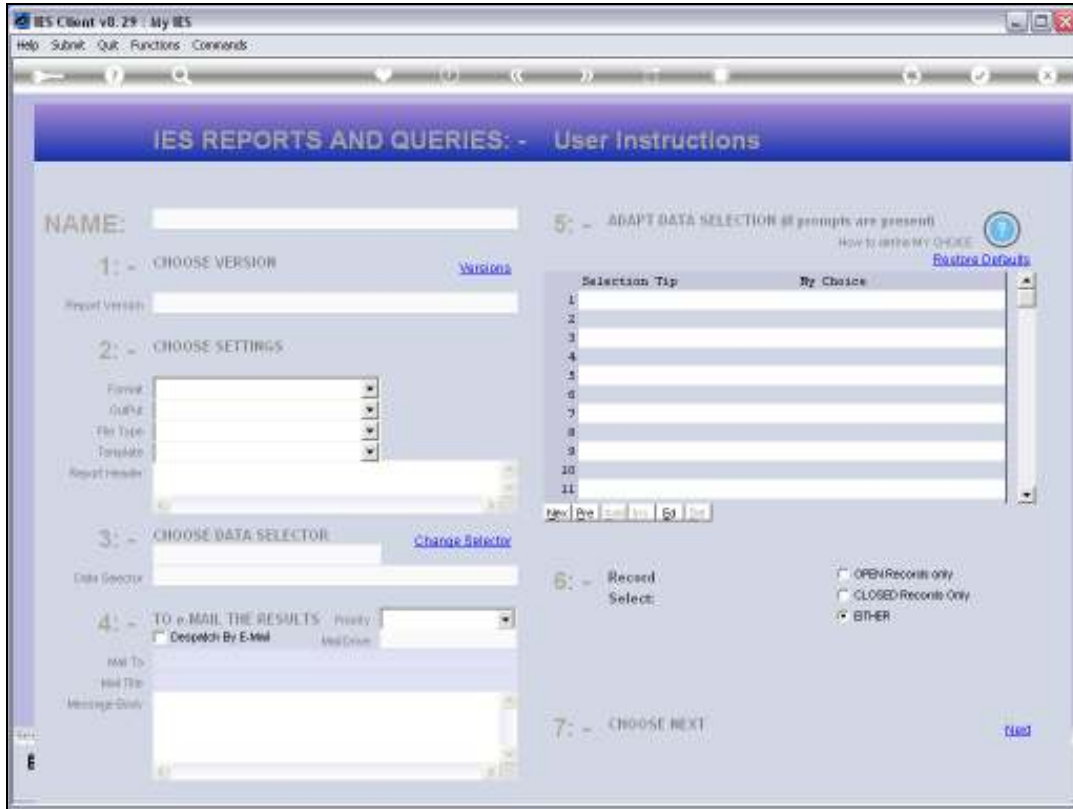 IES Client v8.29 : My IES
Help Submit Quit Functions Commands
IES REPORTS AND QUERIES: - User Instructions
NAME:
1: - CHOOSE VERSION Versions
Report Version
2: - CHOOSE SETTINGS
Format
OutPut
File Type
Template
Report Header
3: - CHOOSE DATA SELECTOR Change Selector
Data Selector
4: - TO e-MAIL THE RESULTS Priority
Despatch By E-Mail Mail Drive
Mail To
Mail Title
Message Body
5: - ADAPT DATA SELECTION (if prompts are present)
How to define MY CHOICE
Restore Defaults
Selection Tip My Choice
1
2
3
4
5
6
7
8
9
10
11
Nex Pre Ed
6: - Record Select:
OPEN Records only
CLOSED Records Only
EITHER
7: - CHOOSE NEXT Next